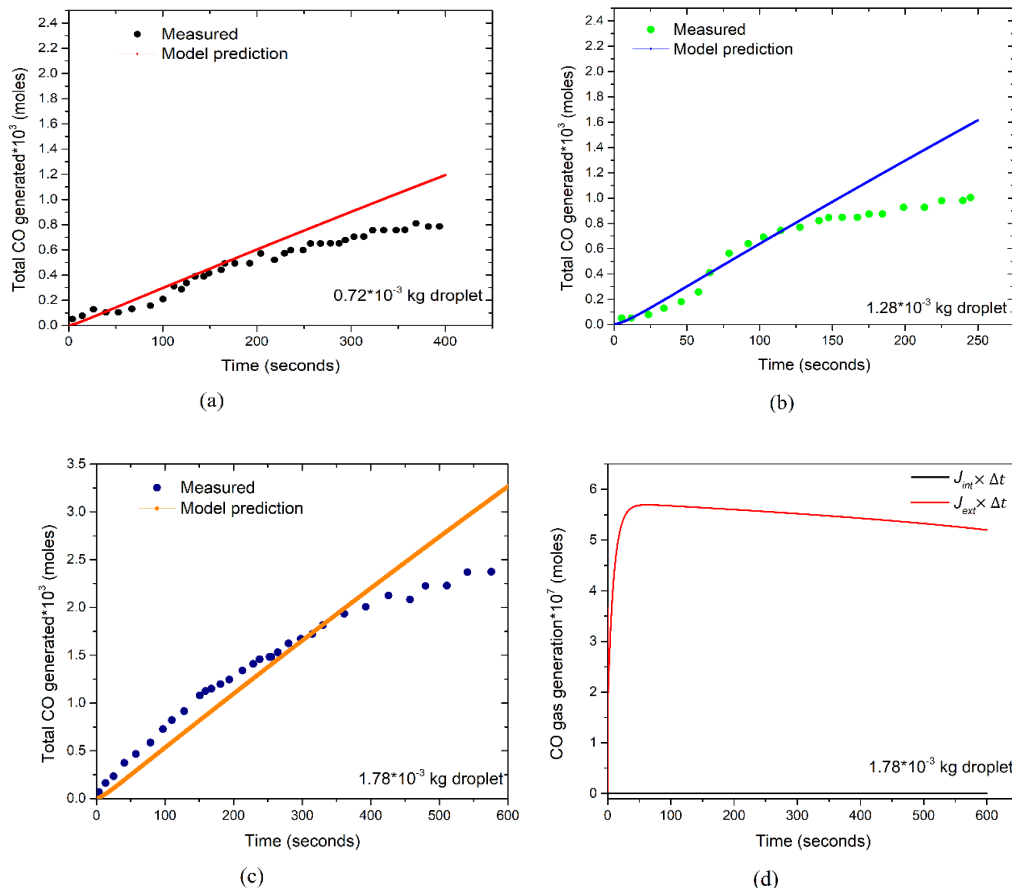 2.4
2.2
2.0
1.8
1.6
1.4
1.2
1.0
0.8
0.6
0.4
0.2
0.0
Total CO generated*10³ (moles)
Measured
Model prediction
0.72*10⁻³ kg droplet
0 100 200 300 400
Time (seconds)
(a)
2.4
2.2
2.0
1.8
1.6
1.4
1.2
1.0
0.8
0.6
0.4
0.2
0.0
Total CO generated*10³ (moles)
Measured
Model prediction
1.28*10⁻³ kg droplet
0 25 50 75 100 125 150 175 200 225 250
Time (seconds)
(b)
3.5
3.0
2.5
2.0
1.5
1.0
0.5
0.0
Total CO generated*10³ (moles)
Measured
Model prediction
1.78*10⁻³ kg droplet
0 100 200 300 400 500 600
Time (seconds)
(c)
6
5
4
3
2
1
0
CO gas generation*10⁷ (moles)
J_int × Δt
J_ext × Δt
1.78*10⁻³ kg droplet
0 100 200 300 400 500 600
Time (seconds)
(d)